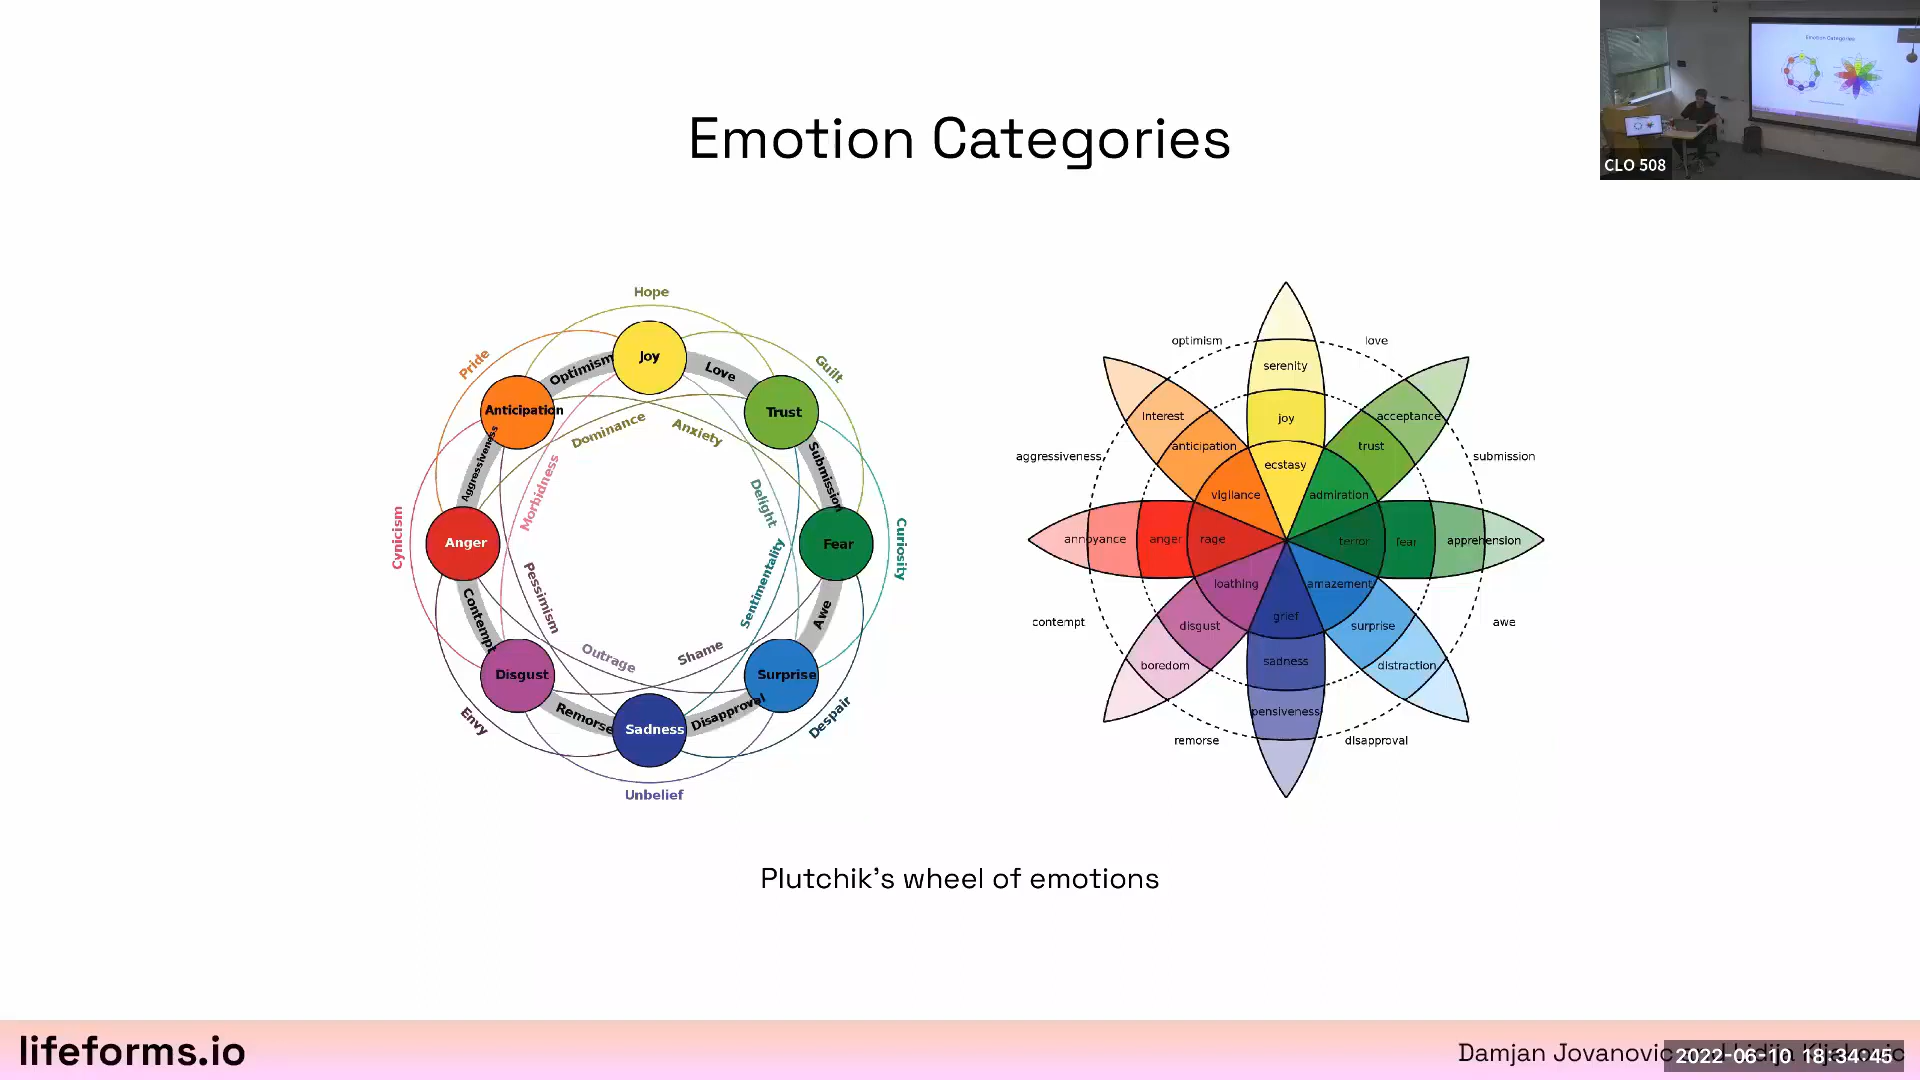 Emotion Categories
CLO 508
Hope
Pride
Guilt
Optimism
Joy
Love
Anticipation
Trust
Dominance
Anxiety
Aggressiveness
Morbidness
Delight
Submission
Cynicism
Anger
Fear
Curiosity
Pessimism
Sentimentality
Contempt
Awe
Outrage
Shame
Disgust
Surprise
Remorse
Sadness
Disapproval
Envy
Despair
Unbelief
optimism
love
serenity
interest
joy
acceptance
anticipation
trust
aggressiveness
ecstasy
submission
vigilance
admiration
annoyance
anger
rage
terror
fear
apprehension
loathing
amazement
contempt
grief
awe
disgust
surprise
boredom
sadness
distraction
pensiveness
remorse
disapproval
Plutchik's wheel of emotions
lifeforms.io
Damjan Jovanovic
2022-06-10 18:34:45